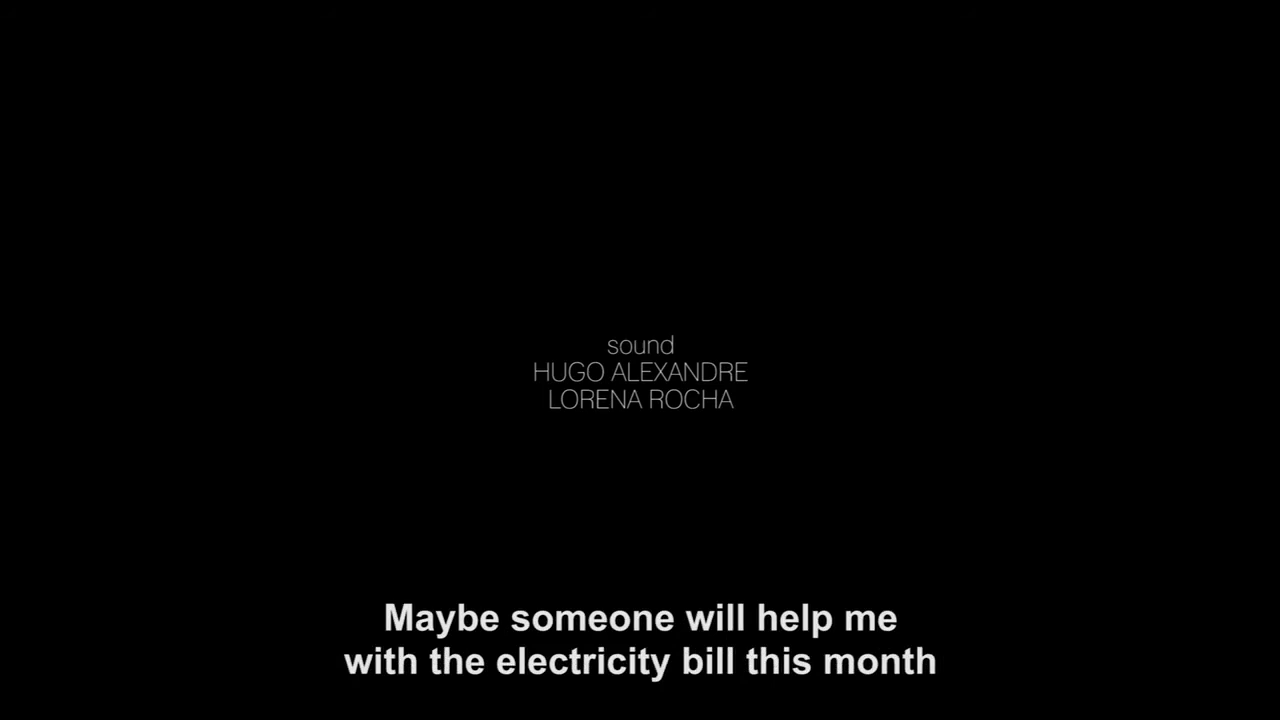 sound
HUGO ALEXANDRE
LORENA ROCHA
Maybe someone will help me
with the electricity bill this month